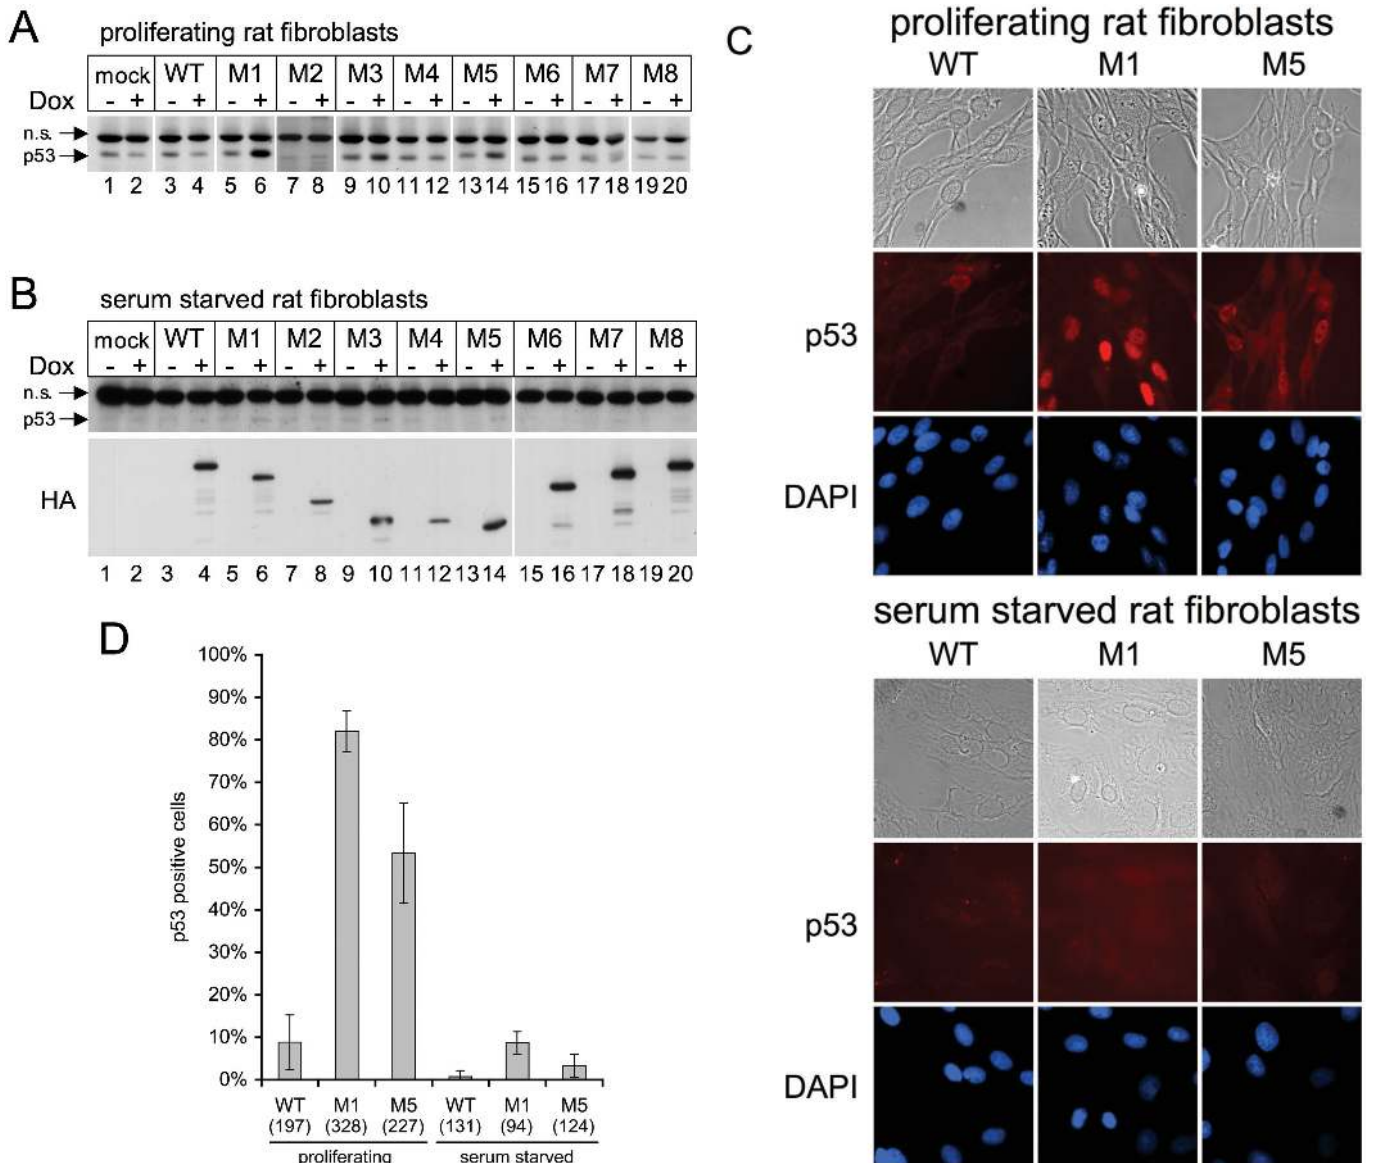 A
proliferating rat fibroblasts
mock WT M1 M2 M3 M4 M5 M6 M7 M8
Dox - + - + - + - + - + - + - + - + - + - +
n.s.
p53
1 2 3 4 5 6 7 8 9 10 11 12 13 14 15 16 17 18 19 20
B
serum starved rat fibroblasts
mock WT M1 M2 M3 M4 M5 M6 M7 M8
Dox - + - + - + - + - + - + - + - + - + - +
n.s.
p53
HA
1 2 3 4 5 6 7 8 9 10 11 12 13 14 15 16 17 18 19 20
C
proliferating rat fibroblasts
WT M1 M5
p53
DAPI
serum starved rat fibroblasts
WT M1 M5
p53
DAPI
D
p53 positive cells
100%
90%
80%
70%
60%
50%
40%
30%
20%
10%
0%
WT M1 M5 WT M1 M5
(197) (328) (227) (131) (94) (124)
proliferating serum starved